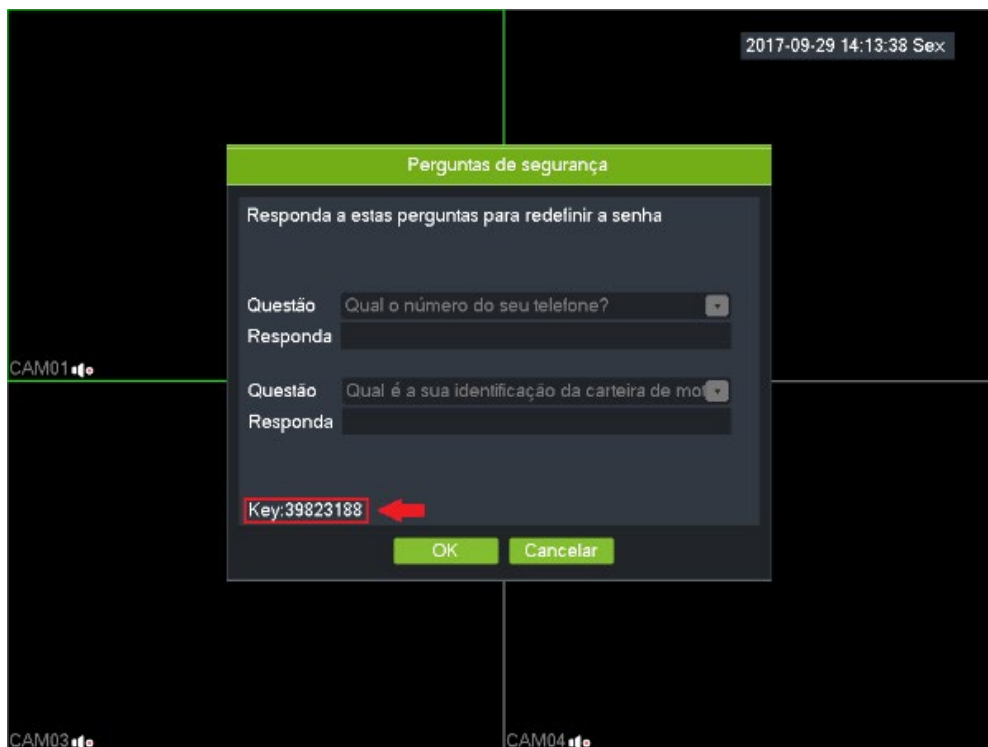 2017-09-29 14:13:38 Sex
Perguntas de segurança
Responda a estas perguntas para redefinir a senha
Questão Qual o número do seu telefone?
Responda
CAM01
Questão Qual é a sua identificação da carteira de mot
Responda
Key:39823188
OK Cancelar
CAM03 CAM04